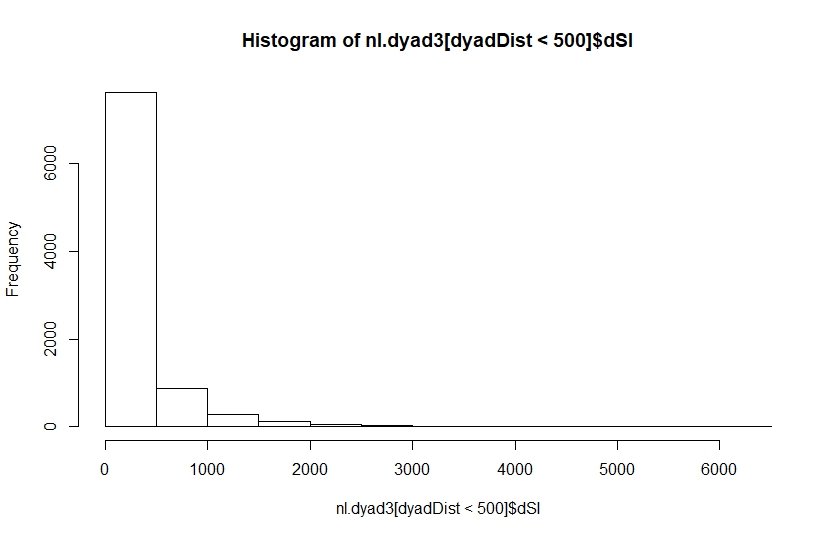 Histogram of nl.dyad3[dyadDist < 500]$dSI
Frequency
6000
4000
2000
0
0 1000 2000 3000 4000 5000 6000
nl.dyad3[dyadDist < 500]$dSI